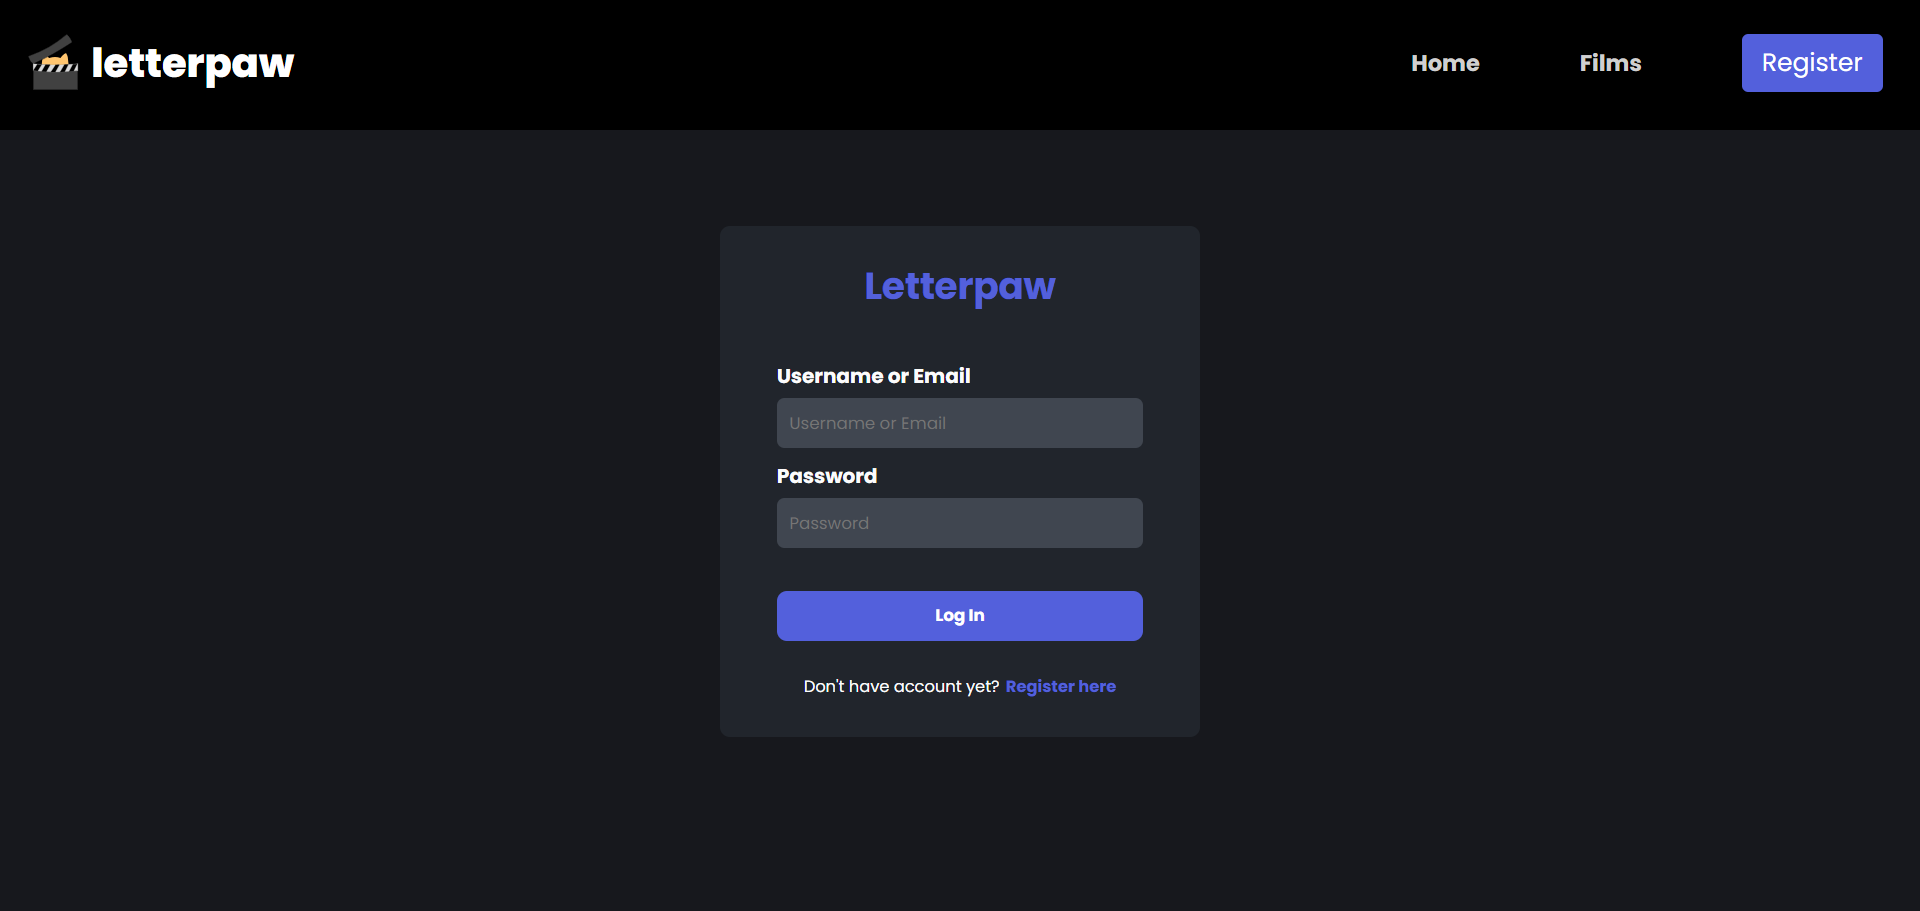 letterpaw
Home
Films
Register
Letterpaw
Username or Email
Username or Email
Password
Password
Log In
Don't have account yet? Register here